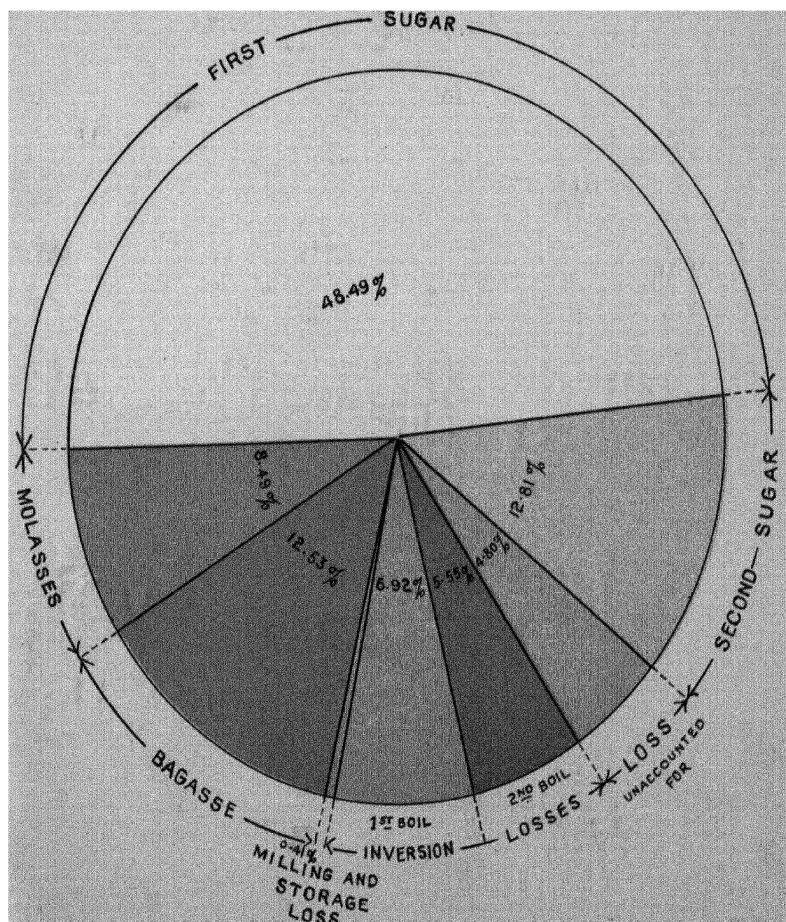 FIRST SUGAR
48.49%
8.49%
12.53%
6.92%
5.55%
4.80%
12.81%
MOLASSES
BAGASSE
0.41%
MILLING AND
STORAGE
LOSS
1ST BOIL
INVERSION LOSSES
2ND BOIL
LOSS
UNACCOUNTED
FOR
SECOND SUGAR